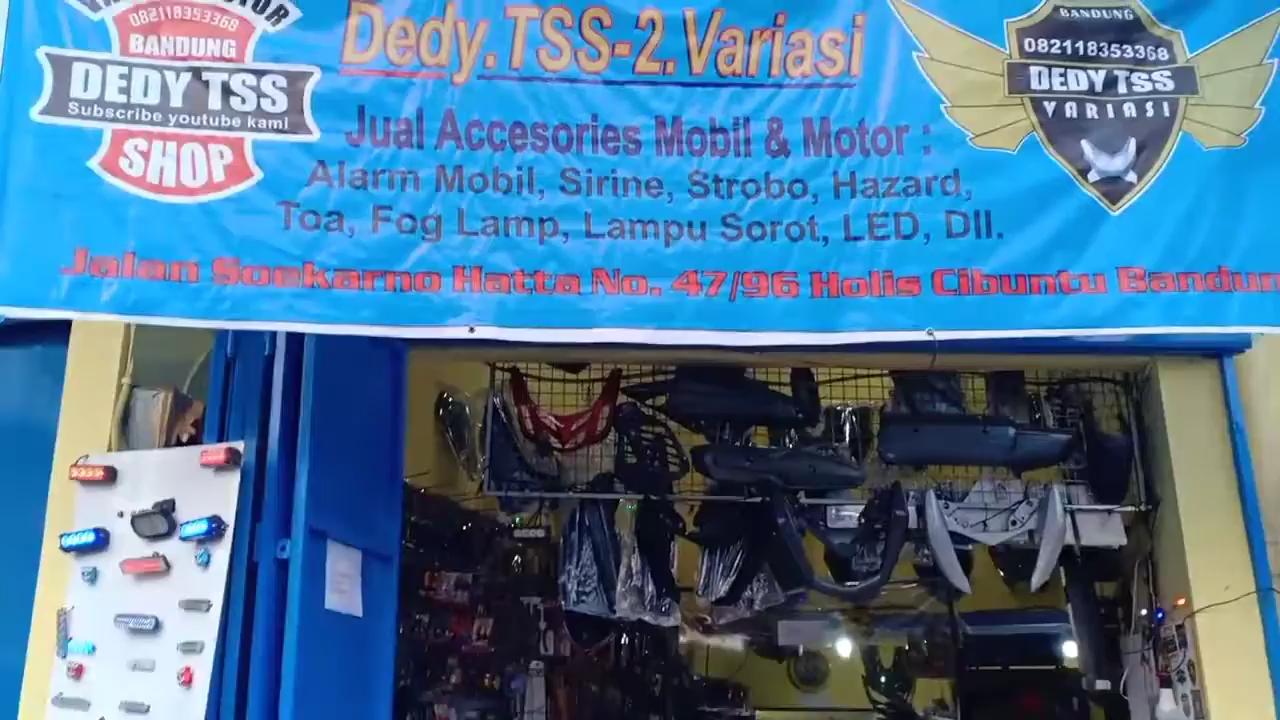 082118353368
BANDUNG
DEDY TSS
Subscribe youtube kami
SHOP
Dedy.TSS-2.Variasi
Jual Accesories Mobil & Motor :
Alarm Mobil, Sirine, Strobo, Hazard,
Toa, Fog Lamp, Lampu Sorot, LED, Dll.
Jalan Soekarno Hatta No. 47/96 Holis Cibuntu Bandun
BANDUNG
082118353368
DEDY TSS
VARIASI